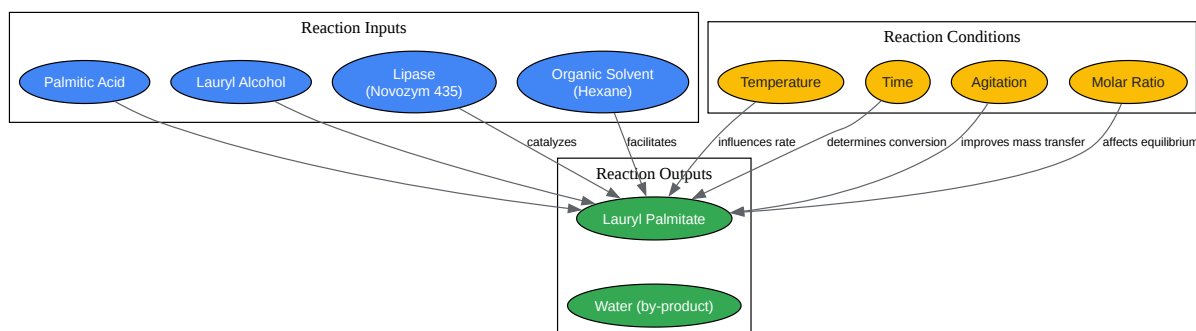 Reaction Inputs
Reaction Conditions
Palmitic Acid
Lauryl Alcohol
Lipase
(Novozym 435)
Organic Solvent
(Hexane)
Temperature
Time
Agitation
Molar Ratio
catalyzes
facilitates
influences rate
determines conversion
improves mass transfer
affects equilibrium
Reaction Outputs
Lauryl Palmitate
Water (by-product)